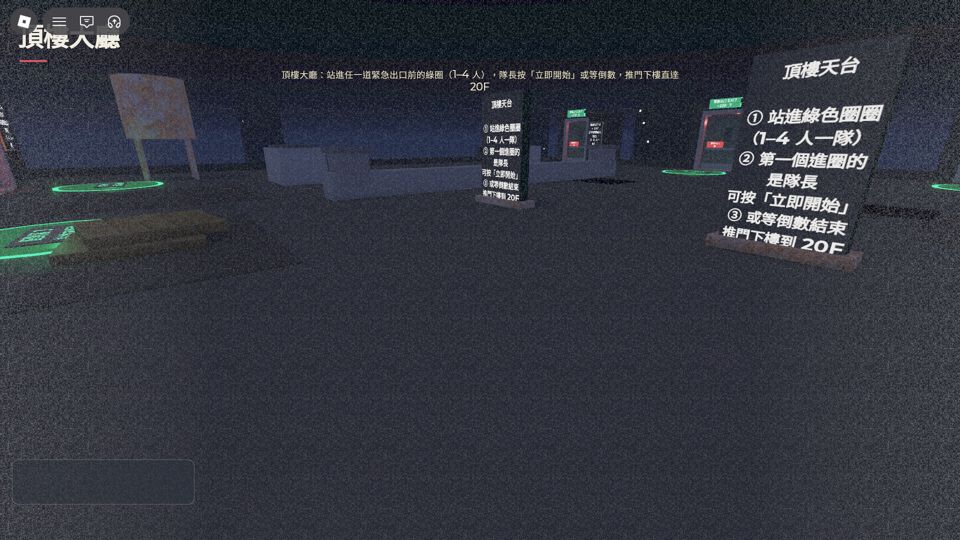 頂樓大廳
頂樓大廳：站進任一道緊急出口前的綠圈（1–4 人），隊長按「立即開始」或等倒數，推門下樓直達
20F
頂樓天台
① 站進綠色圈圈
（1–4 人一隊）
② 第一個進圈的
是隊長
可按「立即開始」
③ 或等倒數結束
推門下樓到 20F
頂樓天台
① 站進綠色圈圈
（1–4 人一隊）
② 第一個進圈的
是隊長
可按「立即開始」
③ 或等倒數結束
推門下樓到 20F